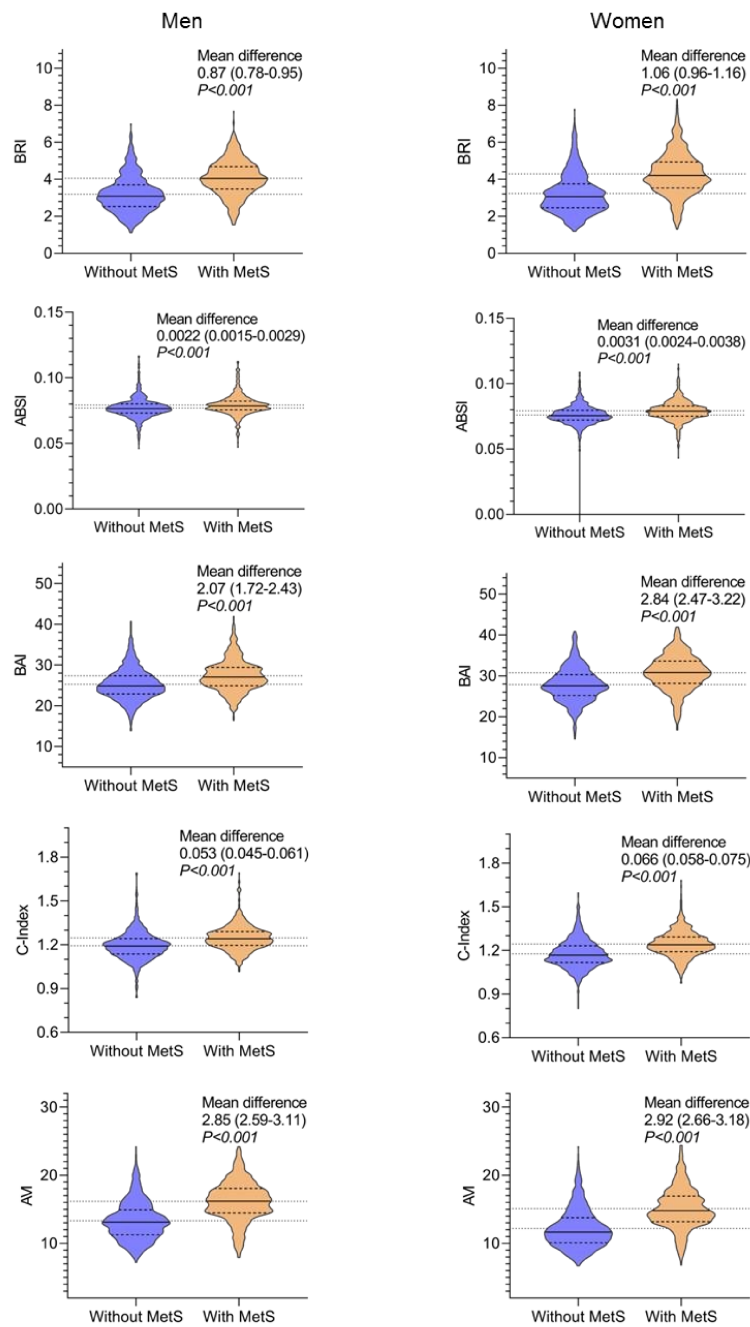 Men
Women
Mean difference
0.87 (0.78-0.95)
P<0.001
BRI
10
8
6
4
2
0
Without MetS
With MetS
Mean difference
1.06 (0.96-1.16)
P<0.001
BRI
10
8
6
4
2
0
Without MetS
With MetS
Mean difference
0.0022 (0.0015-0.0029)
P<0.001
ABSI
0.15
0.10
0.05
0.00
Without MetS
With MetS
Mean difference
0.0031 (0.0024-0.0038)
P<0.001
ABSI
0.15
0.10
0.05
0.00
Without MetS
With MetS
Mean difference
2.07 (1.72-2.43)
P<0.001
BAI
50
40
30
20
10
Without MetS
With MetS
Mean difference
2.84 (2.47-3.22)
P<0.001
BAI
50
40
30
20
10
Without MetS
With MetS
Mean difference
0.053 (0.045-0.061)
P<0.001
C-Index
1.8
1.5
1.2
0.9
0.6
Without MetS
With MetS
Mean difference
0.066 (0.058-0.075)
P<0.001
C-Index
1.8
1.5
1.2
0.9
0.6
Without MetS
With MetS
Mean difference
2.85 (2.59-3.11)
P<0.001
AVI
30
20
10
Without MetS
With MetS
Mean difference
2.92 (2.66-3.18)
P<0.001
AVI
30
20
10
Without MetS
With MetS